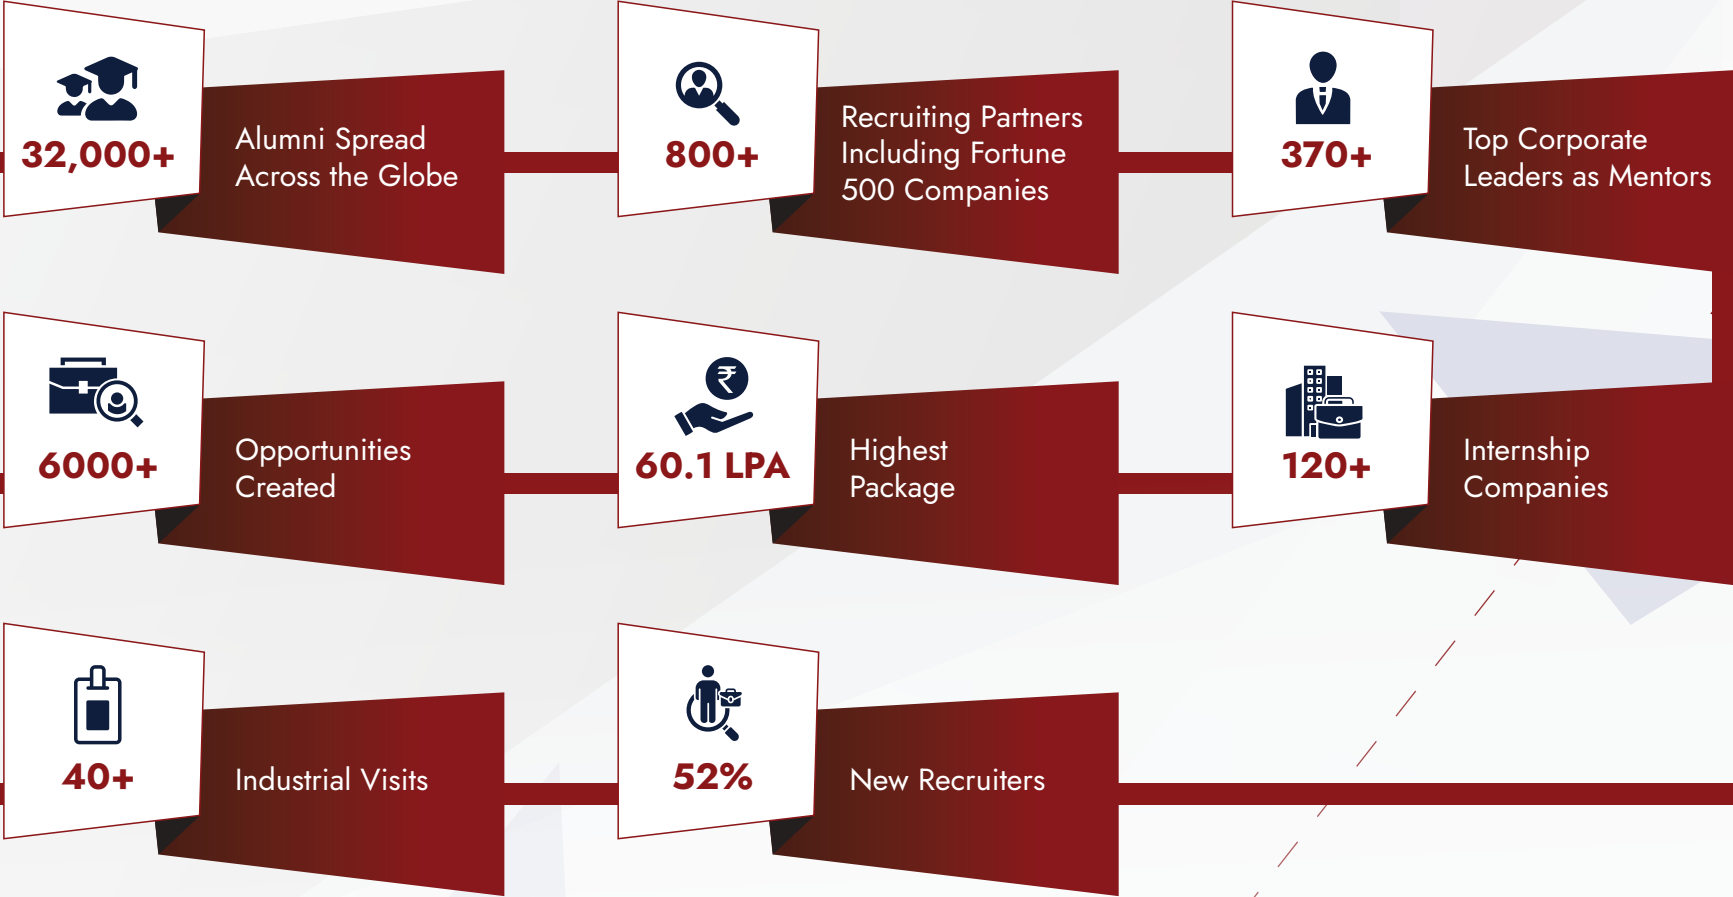 32,000+
Alumni Spread
Across the Globe
800+
Recruiting Partners
Including Fortune
500 Companies
370+
Top Corporate
Leaders as Mentors
6000+
Opportunities
Created
₹
60.1 LPA
Highest
Package
120+
Internship
Companies
40+
Industrial Visits
52%
New Recruiters